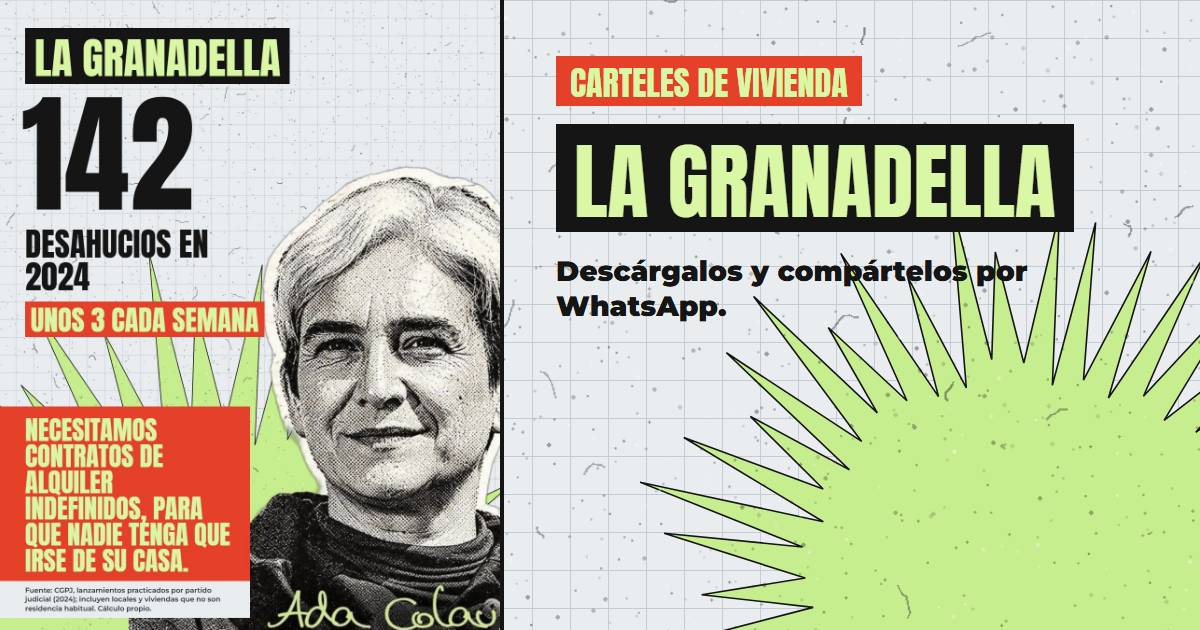 LA GRANADELLA
142
DESAHUCIOS EN
2024
UNOS 3 CADA SEMANA
NECESITAMOS
CONTRATOS DE
ALQUILER
INDEFINIDOS, PARA
QUE NADIE TENGA QUE
IRSE DE SU CASA.
Fuente: CGPJ, lanzamientos practicados por partido
judicial (2024); incluyen locales y viviendas que no son
residencia habitual. Cálculo propio.
Ada Colau
CARTELES DE VIVIENDA
LA GRANADELLA
Descárgalos y compártelos por
WhatsApp.